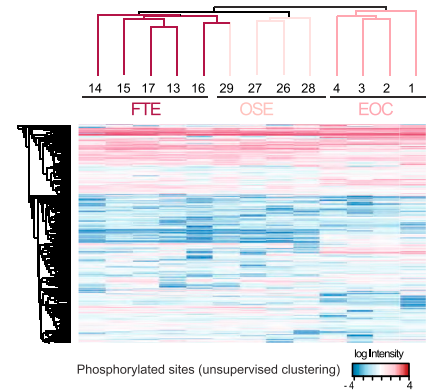 14 15 17 13 16 29 27 26 28 4 3 2 1
FTE OSE EOC
log Intensity
Phosphorylated sites (unsupervised clustering)
-4 4